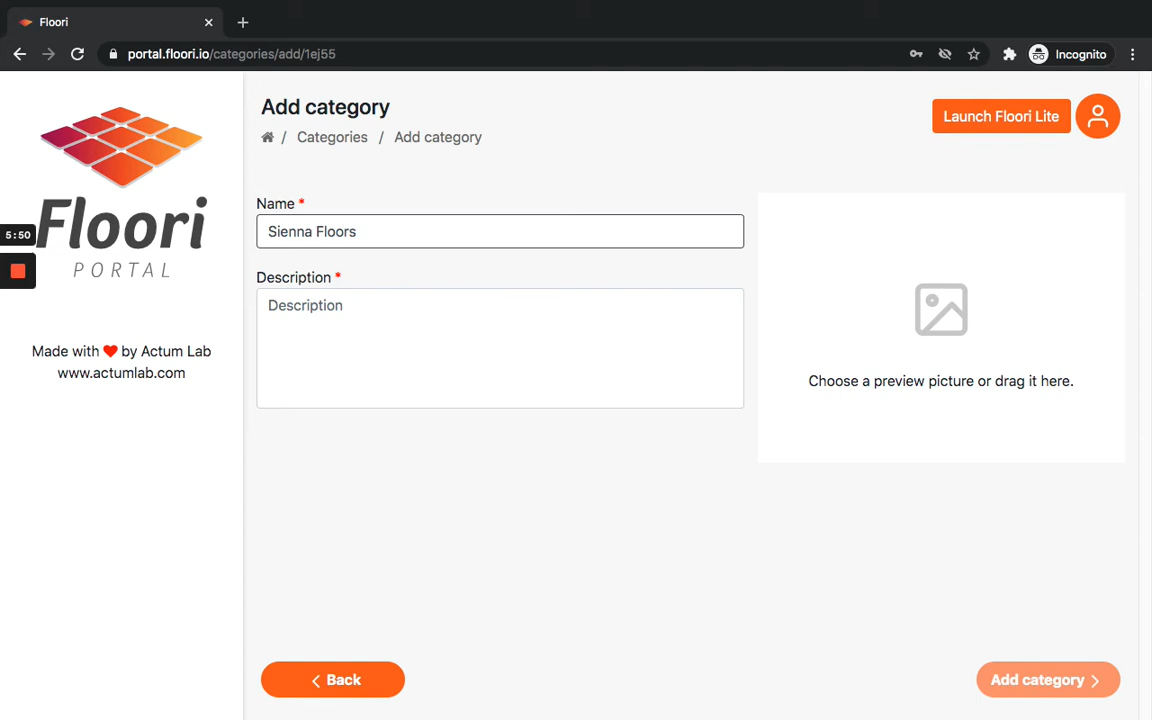 Floori
portal.floori.io/categories/add/1ej55
Incognito
Floori
PORTAL
5:50
Made with ❤ by Actum Lab
www.actumlab.com
Add category
/ Categories / Add category
Launch Floori Lite
Name *
Sienna Floors
Description *
Description
Choose a preview picture or drag it here.
Back
Add category